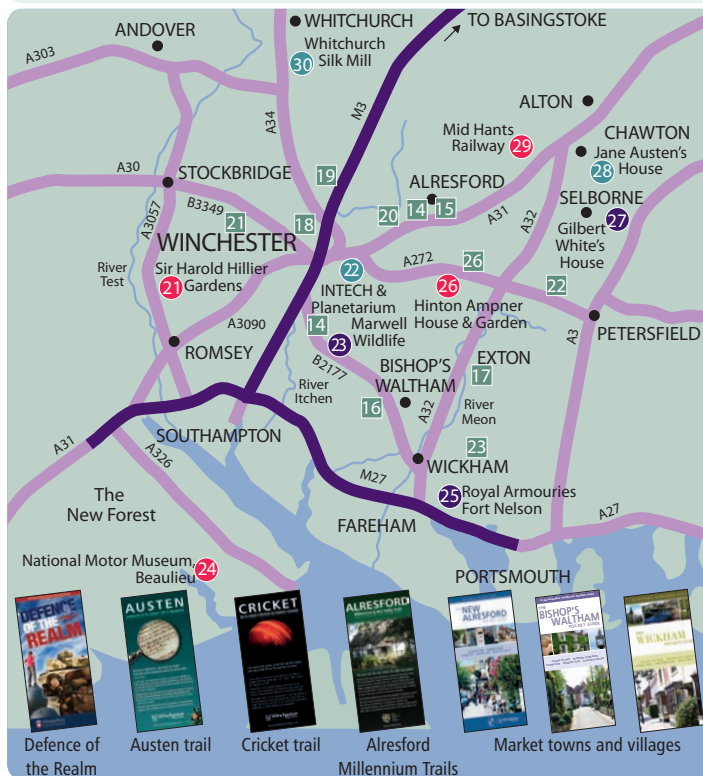 WHITCHURCH
TO BASINGSTOKE
ANDOVER
Whitchurch
Silk Mill
30
A303
A34
M3
ALTON
Mid Hants
Railway
29
CHAWTON
Jane Austen's
House
28
A30
STOCKBRIDGE
19
ALRESFORD
SELBORNE
27
Gilbert
White's
House
B3349
21
18
20
14
15
A31
A32
A3057
WINCHESTER
River
Test
Sir Harold Hillier
Gardens
21
22
INTECH &
Planetarium
A272
26
26
Hinton Ampner
House & Garden
22
Marwell
Wildlife
23
14
A3090
ROMSEY
PETERSFIELD
A3
B2177
River
Itchen
BISHOP'S
WALTHAM
EXTON
17
16
A32
River
Meon
SOUTHAMPTON
23
WICKHAM
A31
A326
M27
25
Royal Armouries
Fort Nelson
The
New Forest
FAREHAM
A27
National Motor Museum,
Beaulieu
24
PORTSMOUTH
DEFENCE
OF THE
REALM
AUSTEN
CRICKET
ALRESFORD
NEW
ALRESFORD
BISHOP'S
WALTHAM
POCKET GUIDE
WICKHAM
Defence of
the Realm
Austen trail
Cricket trail
Alresford
Millennium Trails
Market towns and villages